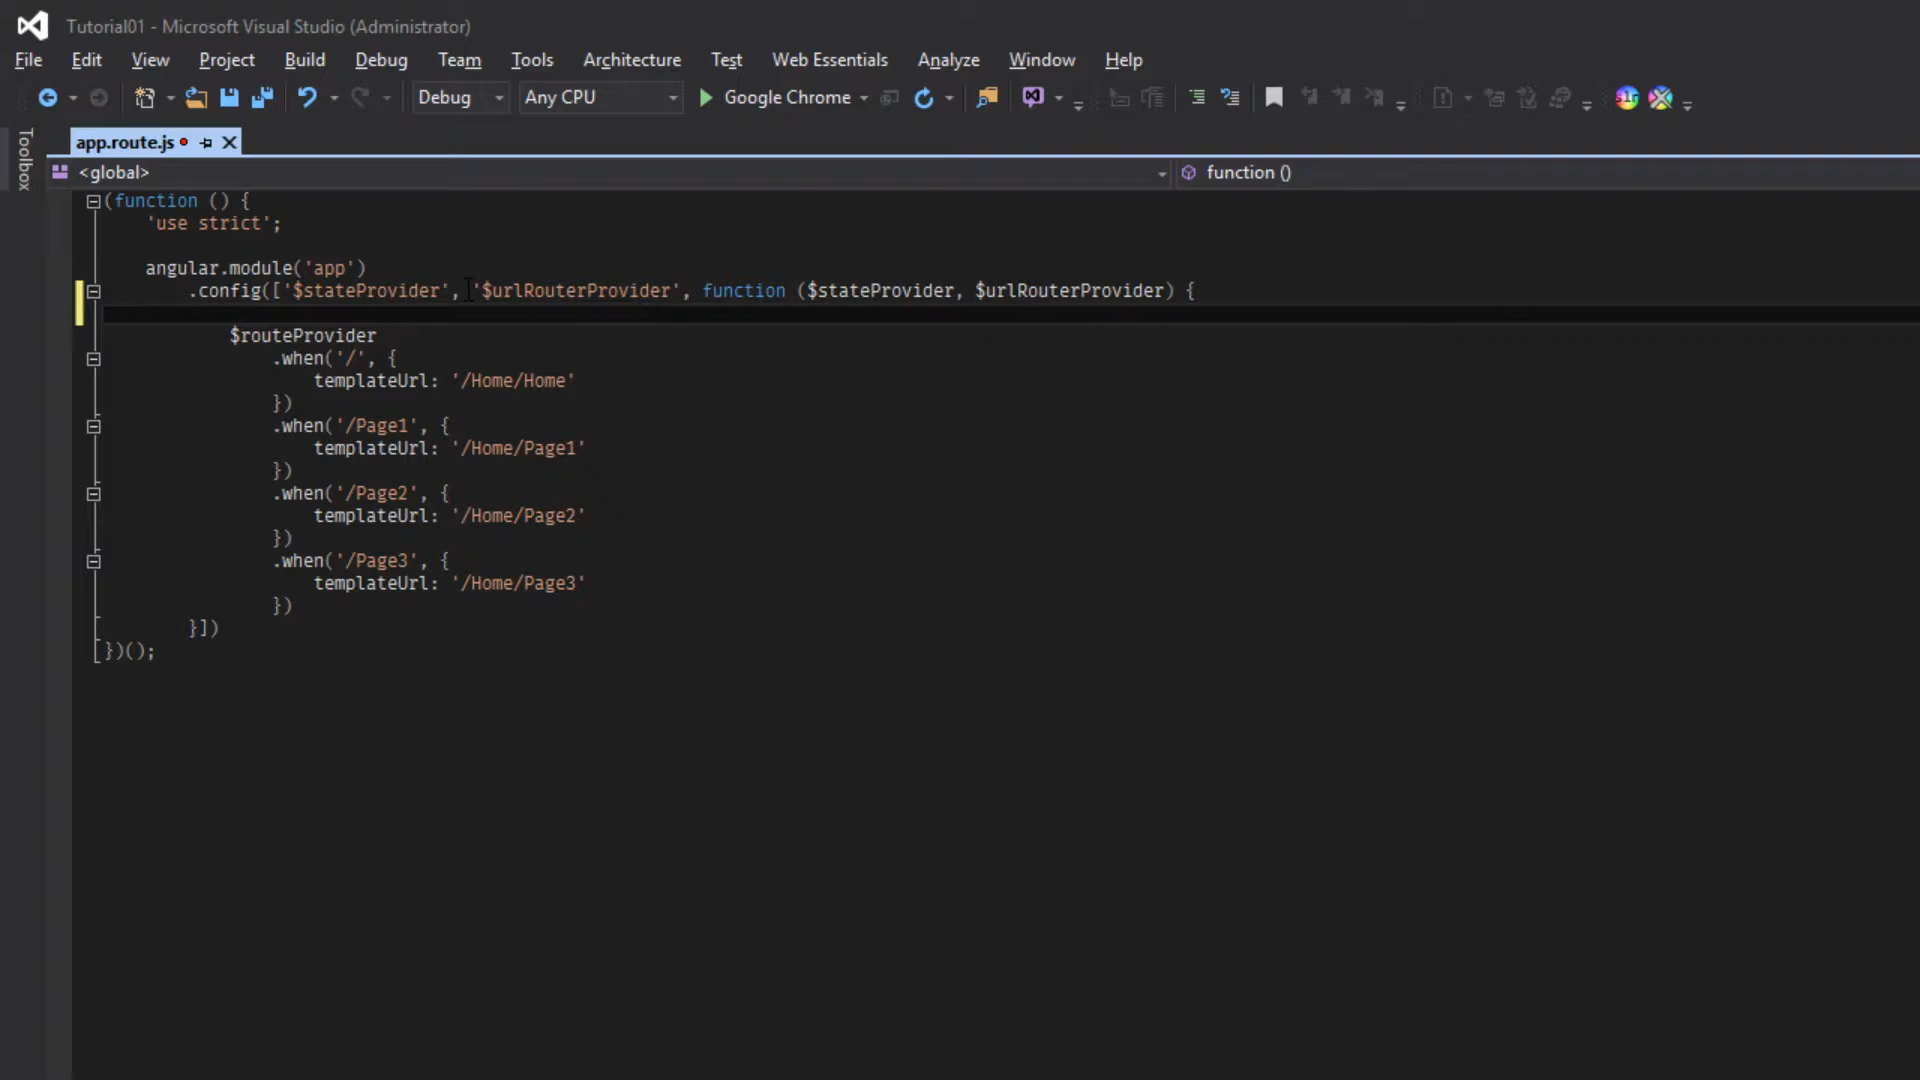 Tutorial01 - Microsoft Visual Studio (Administrator)
File Edit View Project Build Debug Team Tools Architecture Test Web Essentials Analyze Window Help
Debug Any CPU Google Chrome
Toolbox
app.route.js
<global> function ()
(function () {
'use strict';
angular.module('app')
.config(['$stateProvider', '$urlRouterProvider', function ($stateProvider, $urlRouterProvider) {
$routeProvider
.when('/', {
templateUrl: '/Home/Home'
})
.when('/Page1', {
templateUrl: '/Home/Page1'
})
.when('/Page2', {
templateUrl: '/Home/Page2'
})
.when('/Page3', {
templateUrl: '/Home/Page3'
})
}])
})();